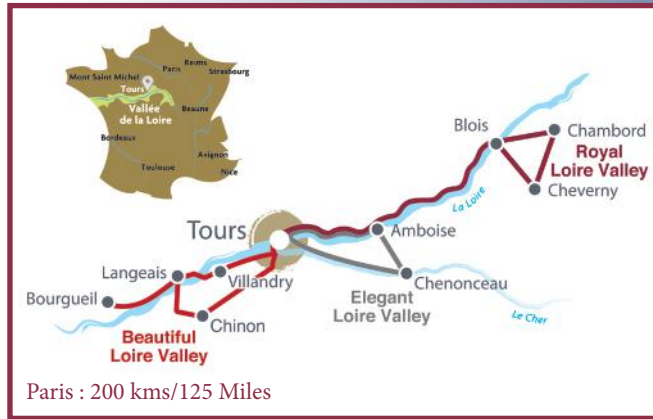 Mont Saint Michel
Paris
Reims
Strasbourg
Tours
Vallée
de la Loire
Beaune
Bordeaux
Toulouse
Avignon
Nice
Blois
Chambord
Royal
Loire Valley
Cheverny
La Loire
Tours
Amboise
Langeais
Villandry
Bourgueil
Chinon
Elegant
Loire Valley
Chenonceau
Le Cher
Beautiful
Loire Valley
Paris : 200 kms/125 Miles